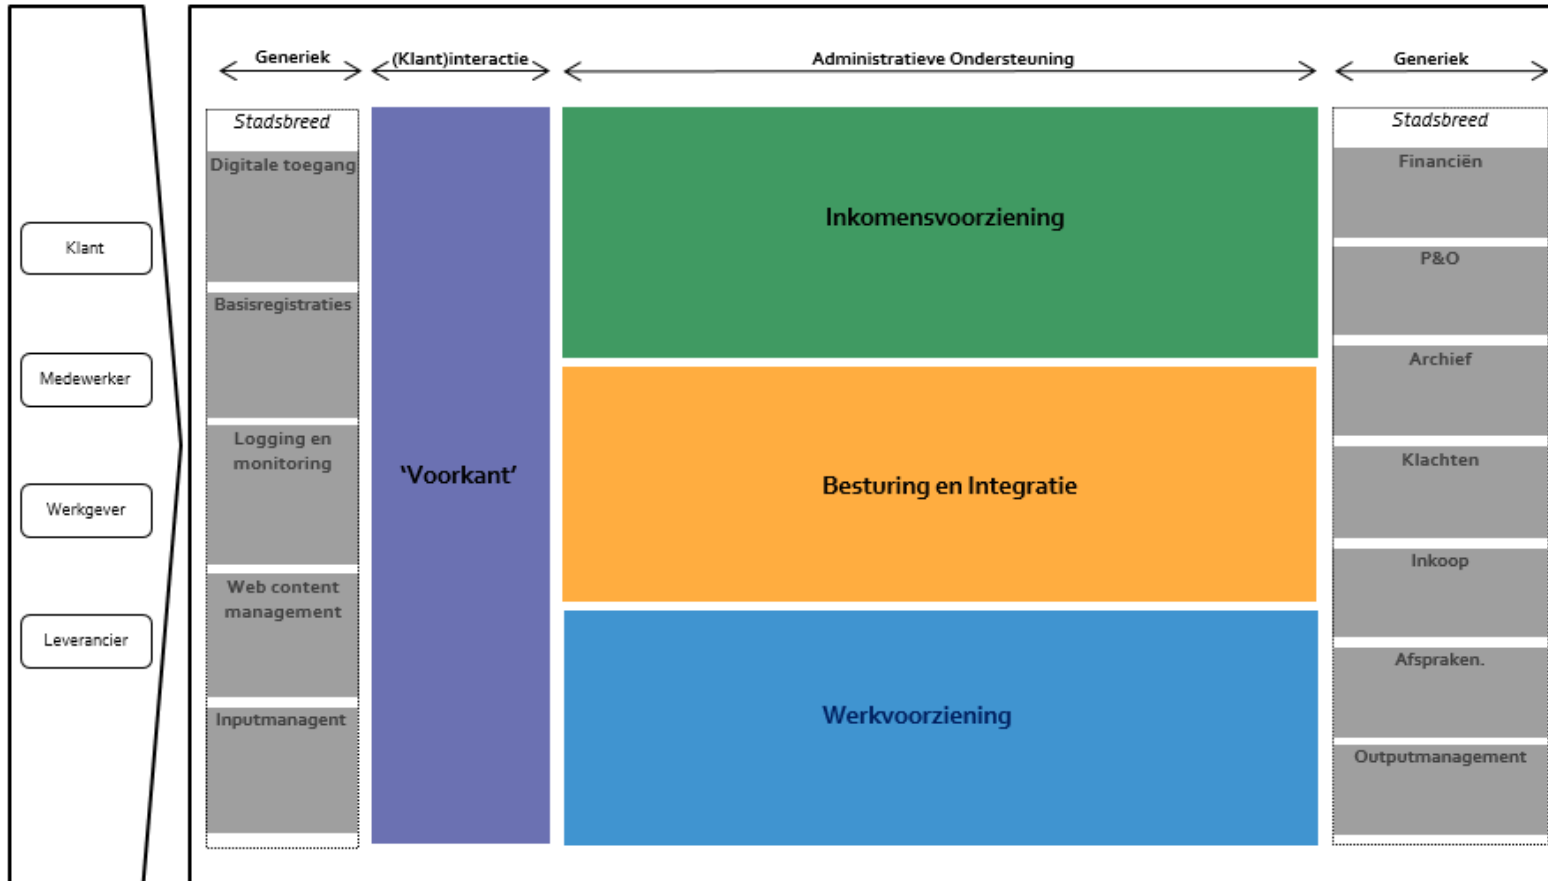 Generiek
(Klant)interactie
Administratieve Ondersteuning
Generiek
Klant
Medewerker
Werkgever
Leverancier
Stadsbreed
Digitale toegang
Basisregistraties
Logging en
monitoring
Web content
management
Inputmanagent
‘Voorkant’
Inkomensvoorziening
Besturing en Integratie
Werkvoorziening
Stadsbreed
Financiën
P&O
Archief
Klachten
Inkoop
Afspraken.
Outputmanagement